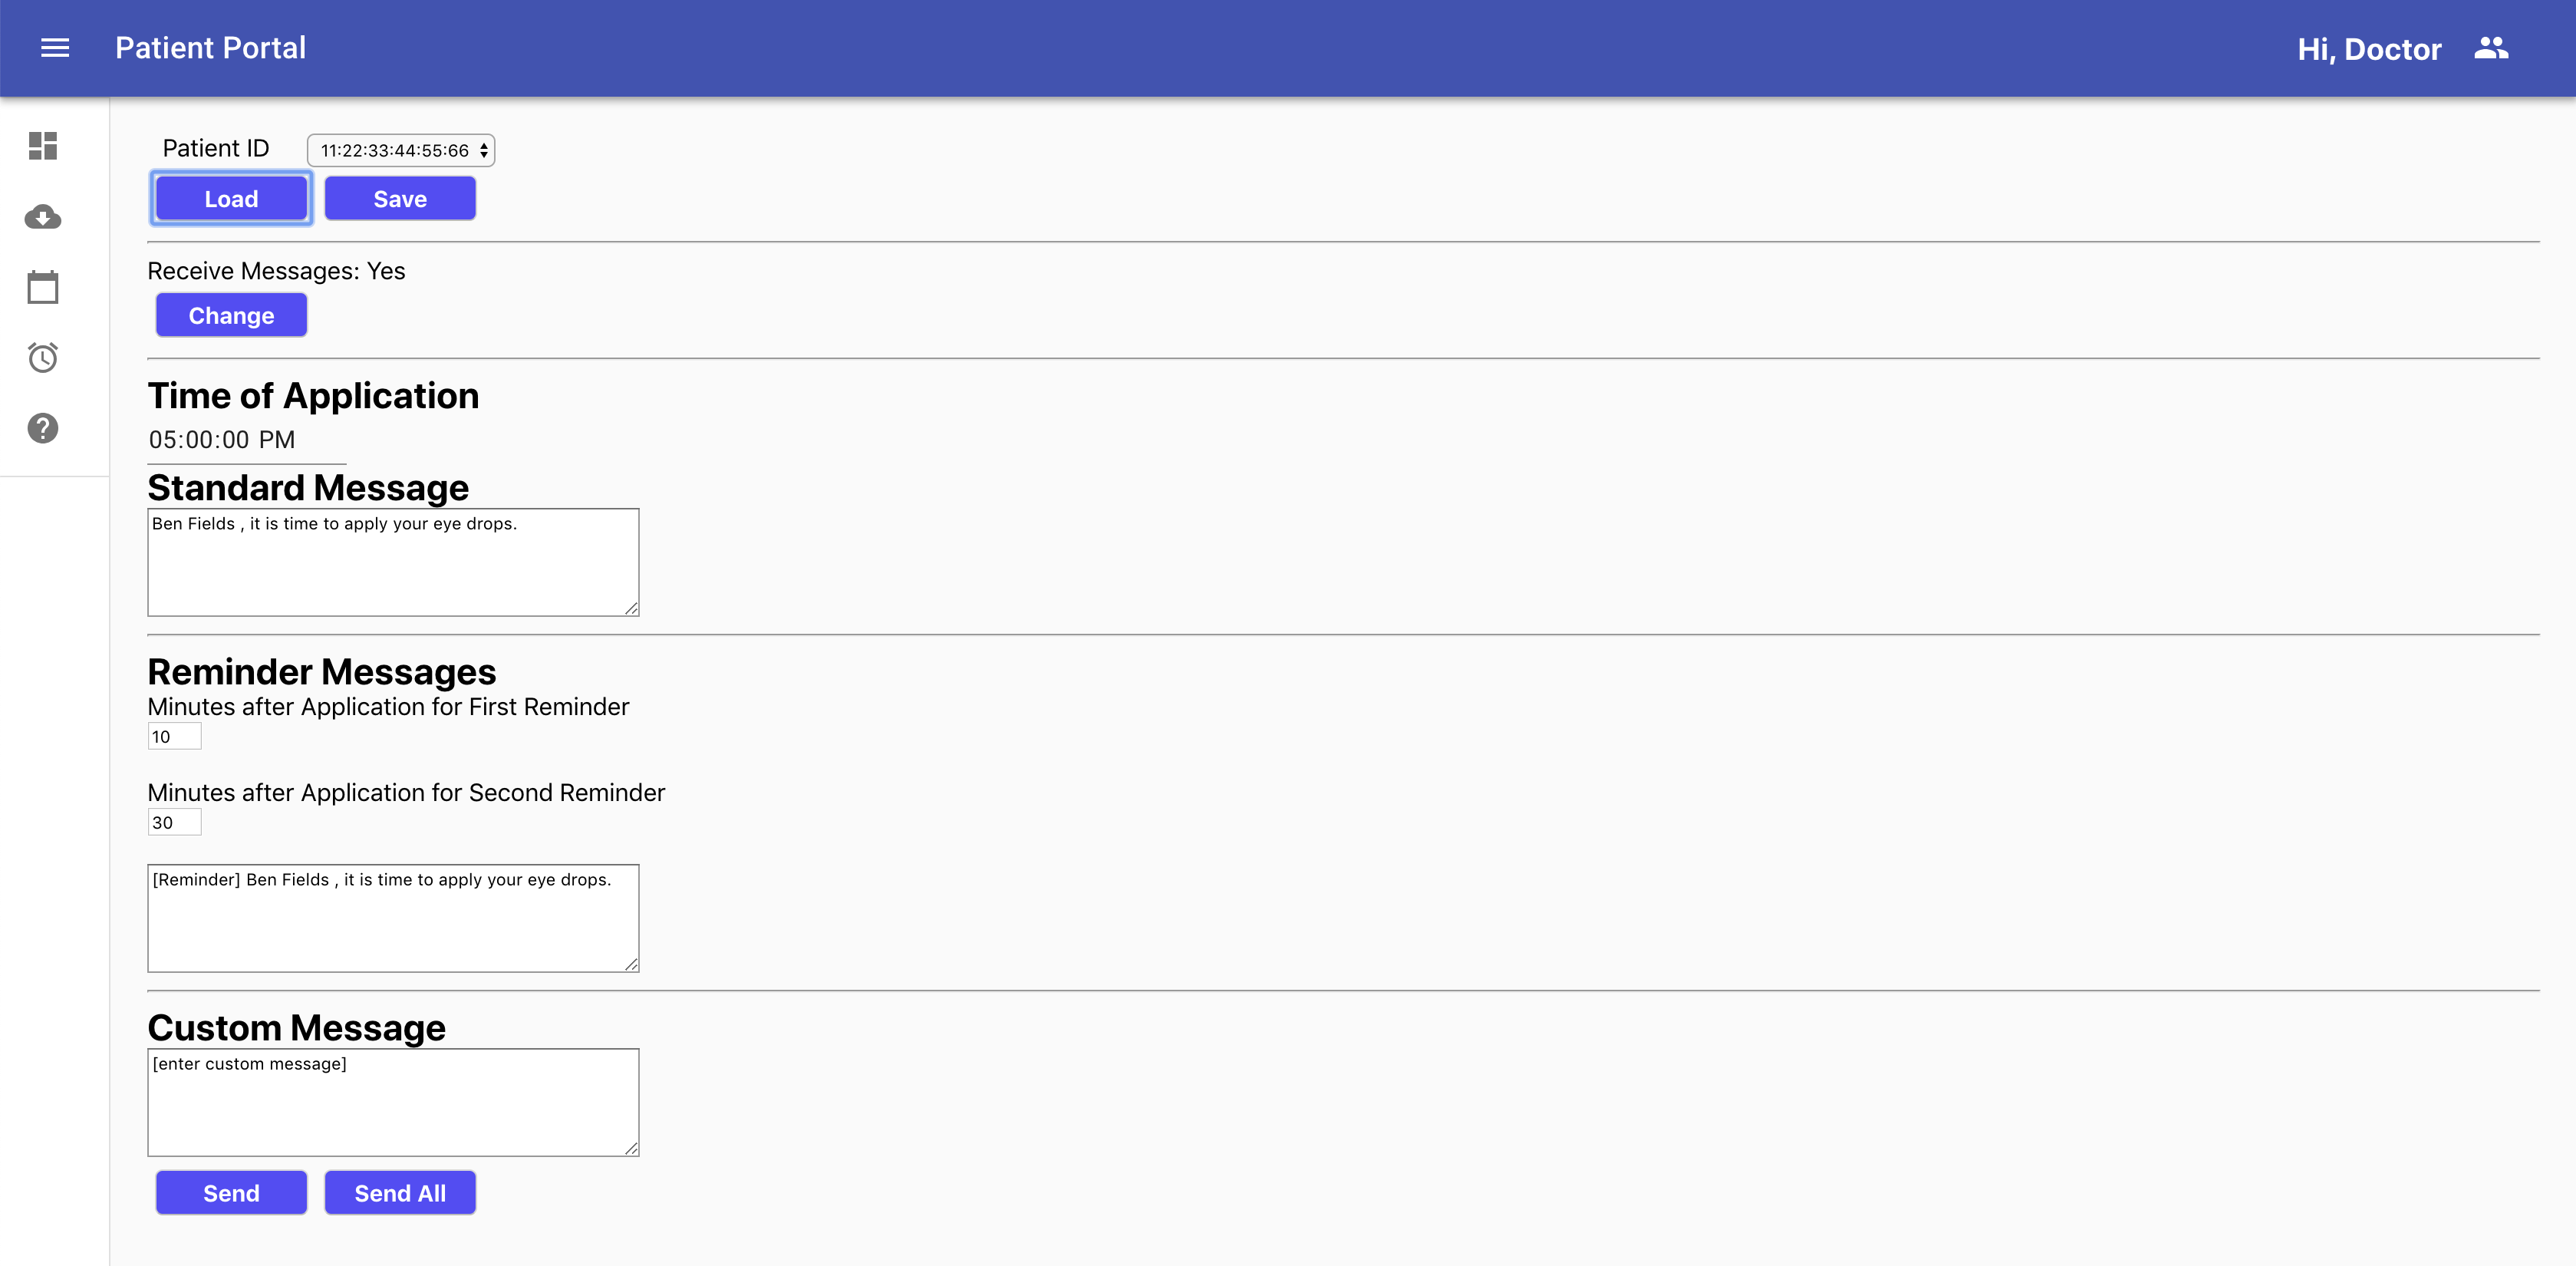 Patient Portal
Hi, Doctor
Patient ID 11:22:33:44:55:66
Load Save
Receive Messages: Yes
Change
Time of Application
05:00:00 PM
Standard Message
Ben Fields , it is time to apply your eye drops.
Reminder Messages
Minutes after Application for First Reminder
10
Minutes after Application for Second Reminder
30
[Reminder] Ben Fields , it is time to apply your eye drops.
Custom Message
[enter custom message]
Send Send All